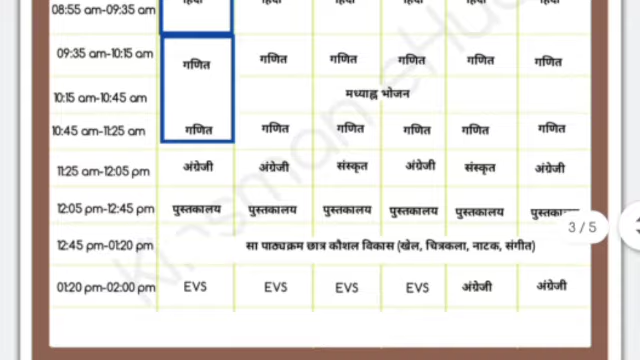 08:55 am-09:35 am हिंदी हिंदी हिंदी हिंदी हिंदी हिंदी
09:35 am-10:15 am गणित गणित गणित गणित गणित गणित
10:15 am-10:45 am मध्याह्न भोजन
10:45 am-11:25 am गणित गणित गणित गणित गणित गणित
11:25 am-12:05 pm अंग्रेजी अंग्रेजी संस्कृत अंग्रेजी संस्कृत अंग्रेजी
12:05 pm-12:45 pm पुस्तकालय पुस्तकालय पुस्तकालय पुस्तकालय पुस्तकालय
3 / 5
12:45 pm-01:20 pm सा पाठ्यक्रम छात्र कौशल विकास (खेल, चित्रकला, नाटक, संगीत)
01:20 pm-02:00 pm EVS EVS EVS EVS अंग्रेजी अंग्रेजी